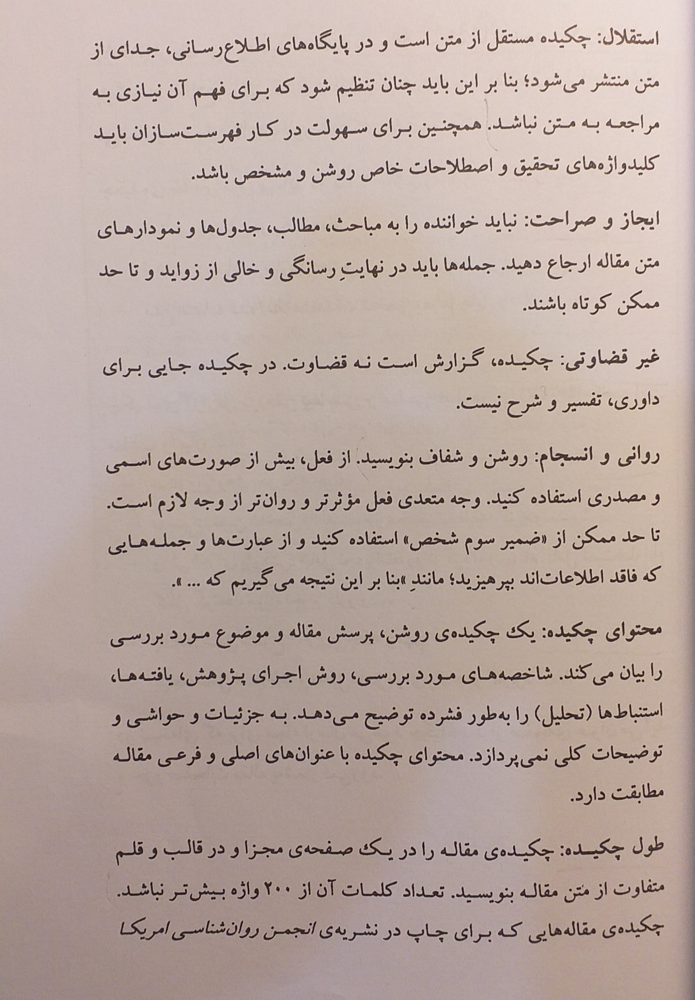 استقلال: چکیده مستقل از متن است و در پایگاه‌های اطلاع‌رسانی، جدای از
متن منتشر می‌شود؛ بنا بر این باید چنان تنظیم شود که برای فهم آن نیازی به
مراجعه به متن نباشد. همچنین برای سهولت در کار فهرست‌سازان باید
کلیدواژه‌های تحقیق و اصطلاحات خاص روشن و مشخص باشد.
ایجاز و صراحت: نباید خواننده را به مباحث، مطالب، جدول‌ها و نمودارهای
متن مقاله ارجاع دهید. جمله‌ها باید در نهایتِ رسانگی و خالی از زواید و تا حد
ممکن کوتاه باشند.
غیر قضاوتی: چکیده، گزارش است نه قضاوت. در چکیده جایی برای
داوری، تفسیر و شرح نیست.
روانی و انسجام: روشن و شفاف بنویسید. از فعل، بیش از صورت‌های اسمی
و مصدری استفاده کنید. وجه متعدی فعل مؤثرتر و روان‌تر از وجه لازم است.
تا حد ممکن از «ضمیر سوم شخص» استفاده کنید و از عبارت‌ها و جمله‌هایی
که فاقد اطلاعات‌اند بپرهیزید؛ مانندِ »بنا بر این نتیجه می‌گیریم که ... ».
محتوای چکیده: یک چکیده‌ی روشن، پرسش مقاله و موضوع مورد بررسی
را بیان می‌کند. شاخصه‌های مورد بررسی، روش اجرای پژوهش، یافته‌ها،
استنباط‌ها (تحلیل) را به‌طور فشرده توضیح می‌دهد. به جزئیات و حواشی و
توضیحات کلی نمی‌پردازد. محتوای چکیده با عنوان‌های اصلی و فرعی مقاله
مطابقت دارد.
طول چکیده: چکیده‌ی مقاله را در یک صفحه‌ی مجزا و در قالب و قلم
متفاوت از متن مقاله بنویسید. تعداد کلمات آن از ۲۰۰ واژه بیش‌تر نباشد.
چکیده‌ی مقاله‌هایی که برای چاپ در نشریه‌ی انجمن روان‌شناسی امریکا